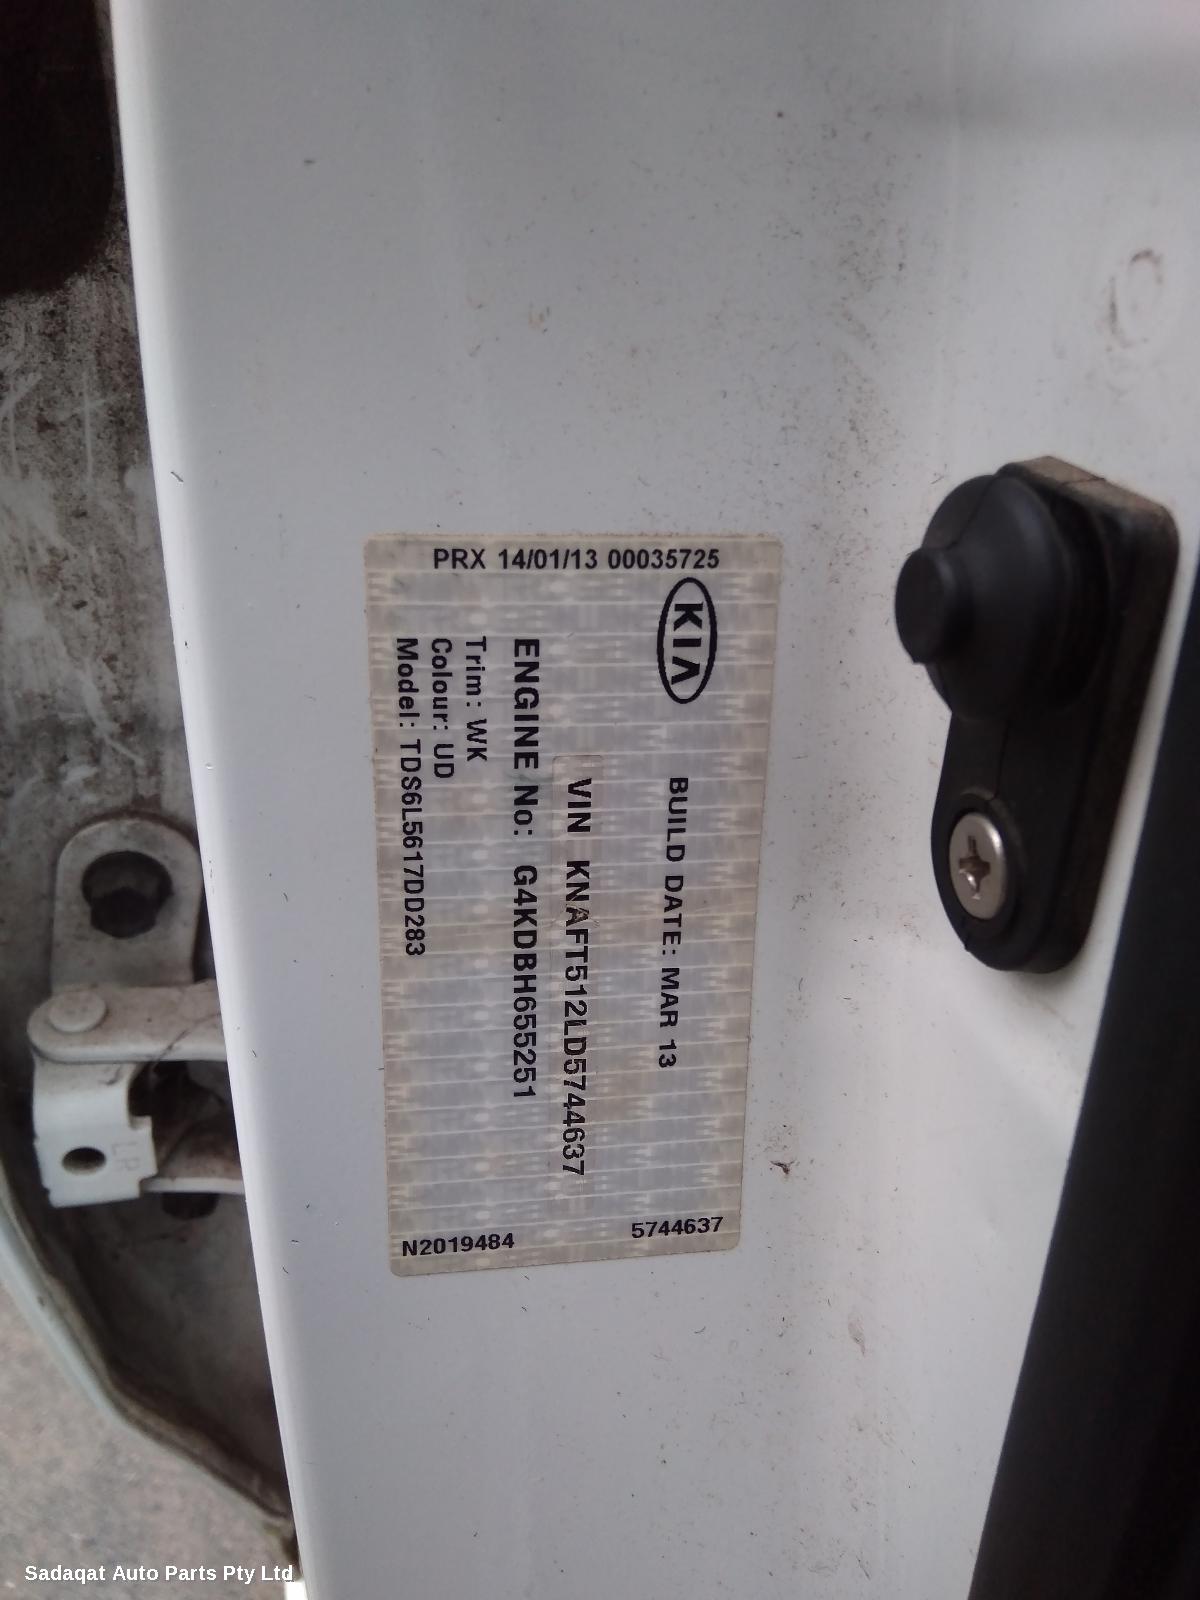 PRX 14/01/13 00035725
KIA
BUILD DATE: MAR 13
VIN KNAFT512LD5744637
ENGINE No: G4KDBH655251
Trim: WK
Colour: UD
Model: TDS6L5617DD283
5744637
N2019484
LR
Sadaqat Auto Parts Pty Ltd